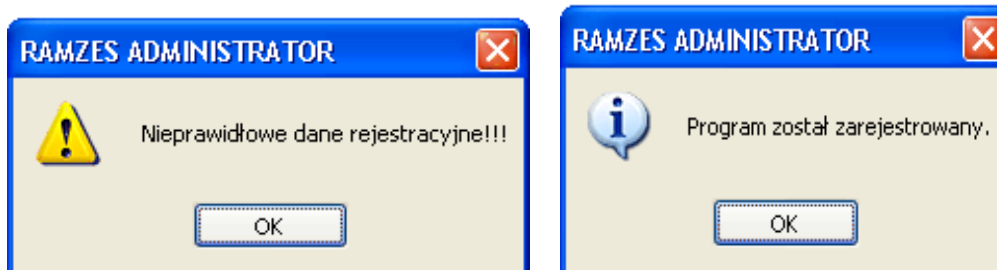 RAMZES ADMINISTRATOR
Nieprawidłowe dane rejestracyjne!!!
OK
RAMZES ADMINISTRATOR
Program został zarejestrowany.
OK